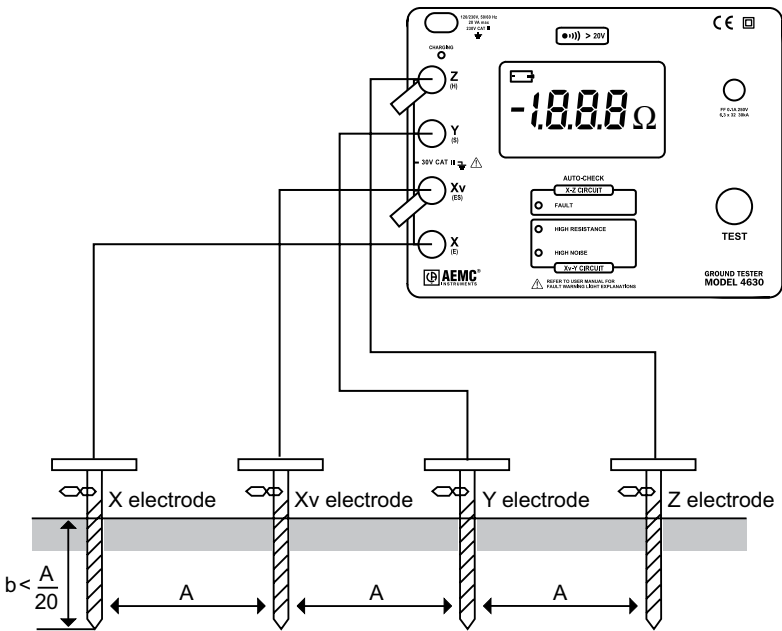 120/230V, 50/60 Hz
20 VA max
230V CAT II
CHARGING
> 20V
Z
(H)
-1.8.8.8 Ω
FF 0.1A 250V
6,3 x 32 30kA
Y
(S)
30V CAT II
AUTO-CHECK
X-Z CIRCUIT
FAULT
Xv
(ES)
HIGH RESISTANCE
TEST
X
(E)
HIGH NOISE
Xv-Y CIRCUIT
AEMC®
INSTRUMENTS
REFER TO USER MANUAL FOR
FAULT WARNING LIGHT EXPLANATIONS
GROUND TESTER
MODEL 4630
X electrode
Xv electrode
Y electrode
Z electrode
b< A
20
A
A
A